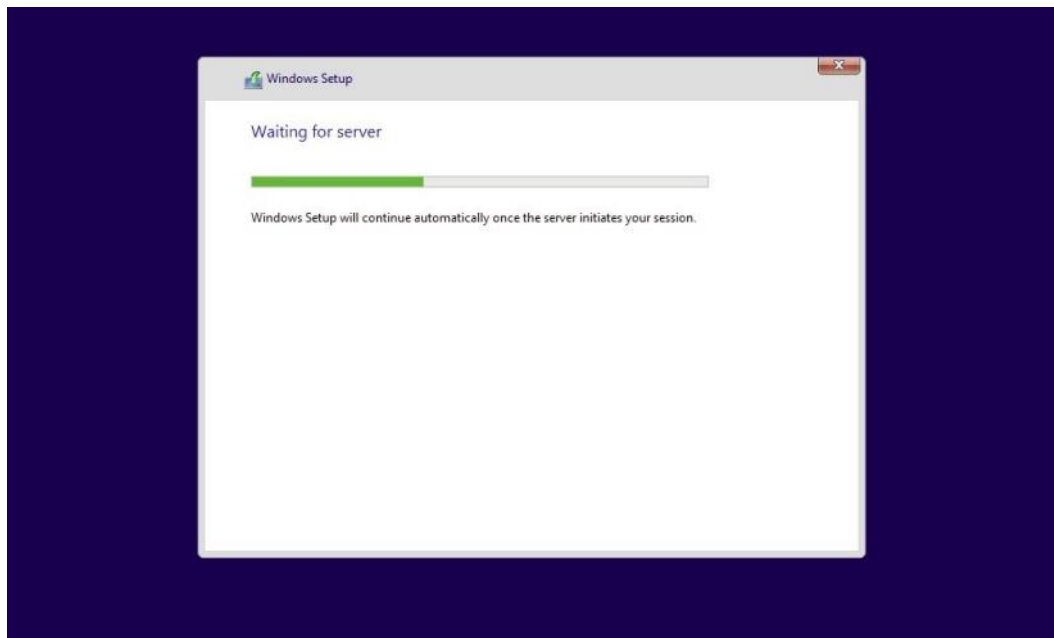 Windows Setup
Waiting for server
Windows Setup will continue automatically once the server initiates your session.